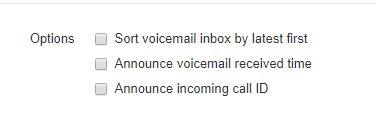 Options Sort voicemail inbox by latest first
Announce voicemail received time
Announce incoming call ID